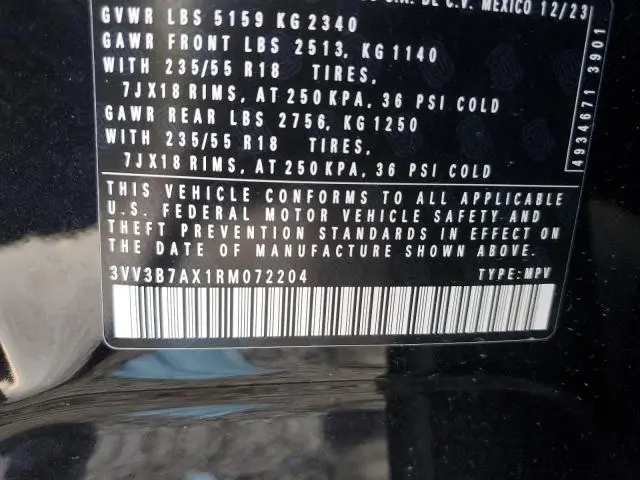 DE C.V. MEXICO 12/23
GVWR LBS 5159 KG 2340
GAWR FRONT LBS 2513, KG 1140
WITH 235/55 R18 TIRES,
7JX18 RIMS, AT 250 KPA, 36 PSI COLD
GAWR REAR LBS 2756, KG 1250
WITH 235/55 R18 TIRES,
7JX18 RIMS, AT 250 KPA, 36 PSI COLD
THIS VEHICLE CONFORMS TO ALL APPLICABLE
U.S. FEDERAL MOTOR VEHICLE SAFETY AND
THEFT PREVENTION STANDARDS IN EFFECT ON
THE DATE OF MANUFACTURE SHOWN ABOVE.
3VV3B7AX1RM072204 TYPE: MPV
4934671 3901